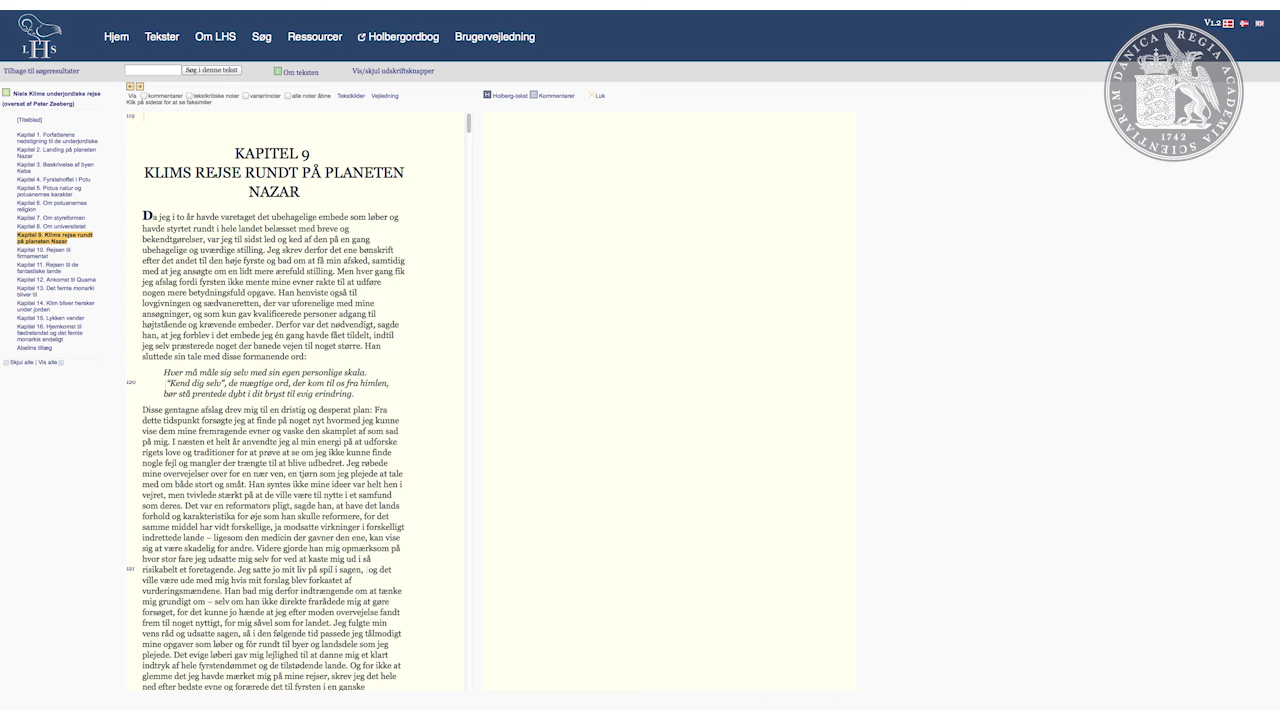 L H S
Hjem Tekster Om LHS Søg Ressourcer Holbergordbog Brugervejledning
V1.2
Tilbage til søgeresultater
Søg i denne tekst
Om teksten
Vis/skjul udskriftsknapper
REGIA ACADEMIA SCIENTIARUM DANICA
1742
Niels Klims underjordiske rejse
(oversat af Peter Zeeberg)
[Titelblad]
Kapitel 1. Forfatterens
nedstigning til de underjordiske
Kapitel 2. Landing på planeten
Nazar
Kapitel 3. Beskrivelse af byen
Keba
Kapitel 4. Fyrstehoffet i Potu
Kapitel 5. Potus natur og
potuanernes karakter
Kapitel 6. Om potuanernes
religion
Kapitel 7. Om styreformen
Kapitel 8. Om universitetet
Kapitel 9. Klims rejse rundt
på planeten Nazar
Kapitel 10. Rejsen til
firmamentet
Kapitel 11. Rejsen til de
fantastiske lande
Kapitel 12. Ankomst til Quama
Kapitel 13. Det femte monarki
bliver til
Kapitel 14. Klim bliver hersker
under jorden
Kapitel 15. Lykken vender
Kapitel 16. Hjemkomst til
fædrelandet og det femte
monarkis endeligt
Abelins tillæg
Skjul alle | Vis alle
Vis kommentarer tekstkritiske noter variantnoter alle noter åbne Tekstkilder Vejledning
Klik på sidetal for at se faksimiler
H Holberg-tekst Kommentarer Luk
119
KAPITEL 9
KLIMS REJSE RUNDT PÅ PLANETEN
NAZAR
Da jeg i to år havde varetaget det ubehagelige embede som løber og
havde styrtet rundt i hele landet belæsset med breve og
bekendtgørelser, var jeg til sidst led og ked af den på en gang
ubehagelige og uværdige stilling. Jeg skrev derfor det ene bønskrift
efter det andet til den høje fyrste og bad om at få min afsked, samtidig
med at jeg ansøgte om en lidt mere ærefuld stilling. Men hver gang fik
jeg afslag fordi fyrsten ikke mente mine evner rakte til at udføre
nogen mere betydningsfuld opgave. Han henviste også til
lovgivningen og sædvaneretten, der var uforenelige med mine
ansøgninger, og som kun gav kvalificerede personer adgang til
højtstående og krævende embeder. Derfor var det nødvendigt, sagde
han, at jeg forblev i det embede jeg én gang havde fået tildelt, indtil
jeg selv præsterede noget der banede vejen til noget større. Han
sluttede sin tale med disse formanende ord:
Hver må måle sig selv med sin egen personlige skala.
120
"Kend dig selv", de mægtige ord, der kom til os fra himlen,
bør stå prentede dybt i dit bryst til evig erindring.
Disse gentagne afslag drev mig til en dristig og desperat plan: Fra
dette tidspunkt forsøgte jeg at finde på noget nyt hvormed jeg kunne
vise dem mine fremragende evner og vaske den skamplet af som sad
på mig. I næsten et helt år anvendte jeg al min energi på at udforske
rigets love og traditioner for at prøve at se om jeg ikke kunne finde
nogle fejl og mangler der trængte til at blive udbedret. Jeg røbede
mine overvejelser over for en nær ven, en tjørn som jeg plejede at tale
med om både stort og småt. Han syntes ikke mine ideer var helt hen i
vejret, men tvivlede stærkt på at de ville være til nytte i et samfund
som deres. Det var en reformators pligt, sagde han, at have det lands
forhold og karakteristika for øje som han skulle reformere, for det
samme middel har vidt forskellige, ja modsatte virkninger i forskelligt
indrettede lande – ligesom den medicin der gavner den ene, kan vise
sig at være skadelig for andre. Videre gjorde han mig opmærksom på
hvor stor fare jeg udsatte mig selv for ved at kaste mig ud i så
121
risikabelt et foretagende. Jeg satte jo mit liv på spil i sagen, og det
ville være ude med mig hvis mit forslag blev forkastet af
vurderingsmændene. Han bad mig derfor indtrængende om at tænke
mig grundigt om – selv om han ikke direkte frarådede mig at gøre
forsøget, for det kunne jo hænde at jeg efter moden overvejelse fandt
frem til noget nyttigt, for mig såvel som for landet. Jeg fulgte min
vens råd og udsatte sagen, så i den følgende tid passede jeg tålmodigt
mine opgaver som løber og fór rundt til byer og landsdele som jeg
plejede. Det evige løberi gav mig lejlighed til at danne mig et klart
indtryk af hele fyrstendømmet og de tilstødende lande. Og for ikke at
glemme det jeg havde mærket mig på mine rejser, skrev jeg det hele
ned efter bedste evne og forærede det til fyrsten i en ganske